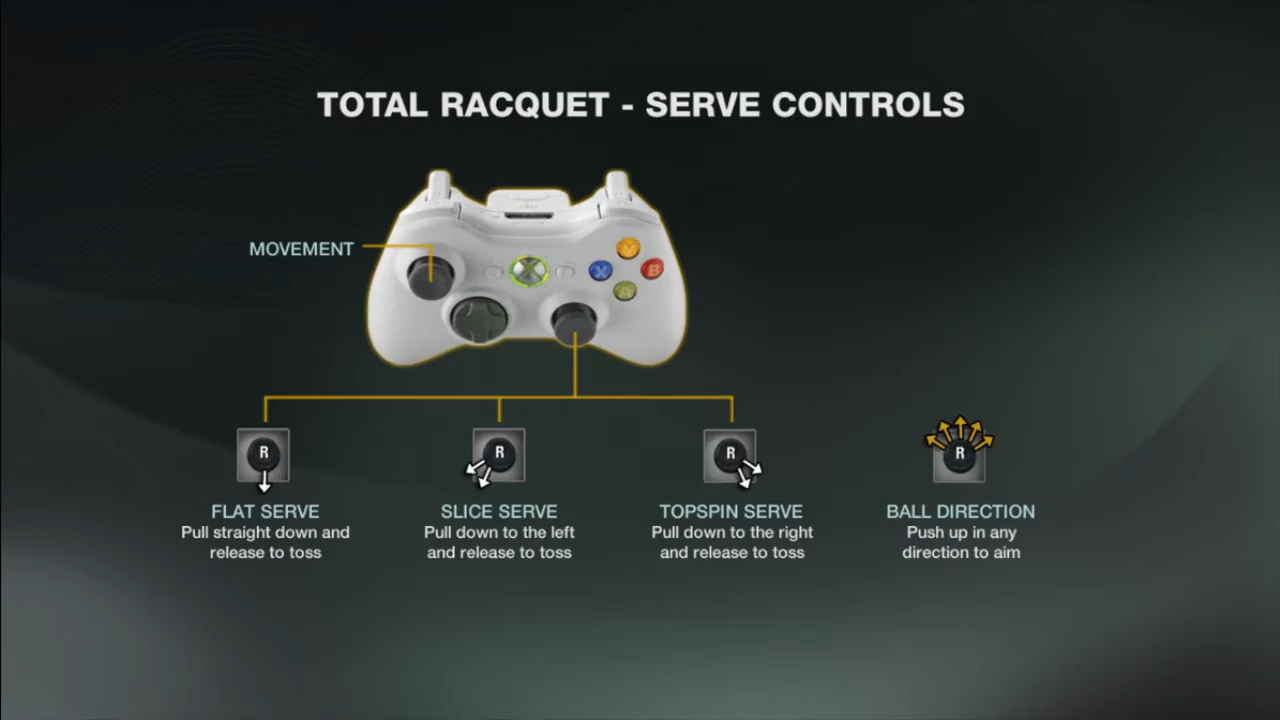 TOTAL RACQUET - SERVE CONTROLS
MOVEMENT
Y
X
B
A
R
R
R
R
FLAT SERVE
Pull straight down and
release to toss
SLICE SERVE
Pull down to the left
and release to toss
TOPSPIN SERVE
Pull down to the right
and release to toss
BALL DIRECTION
Push up in any
direction to aim